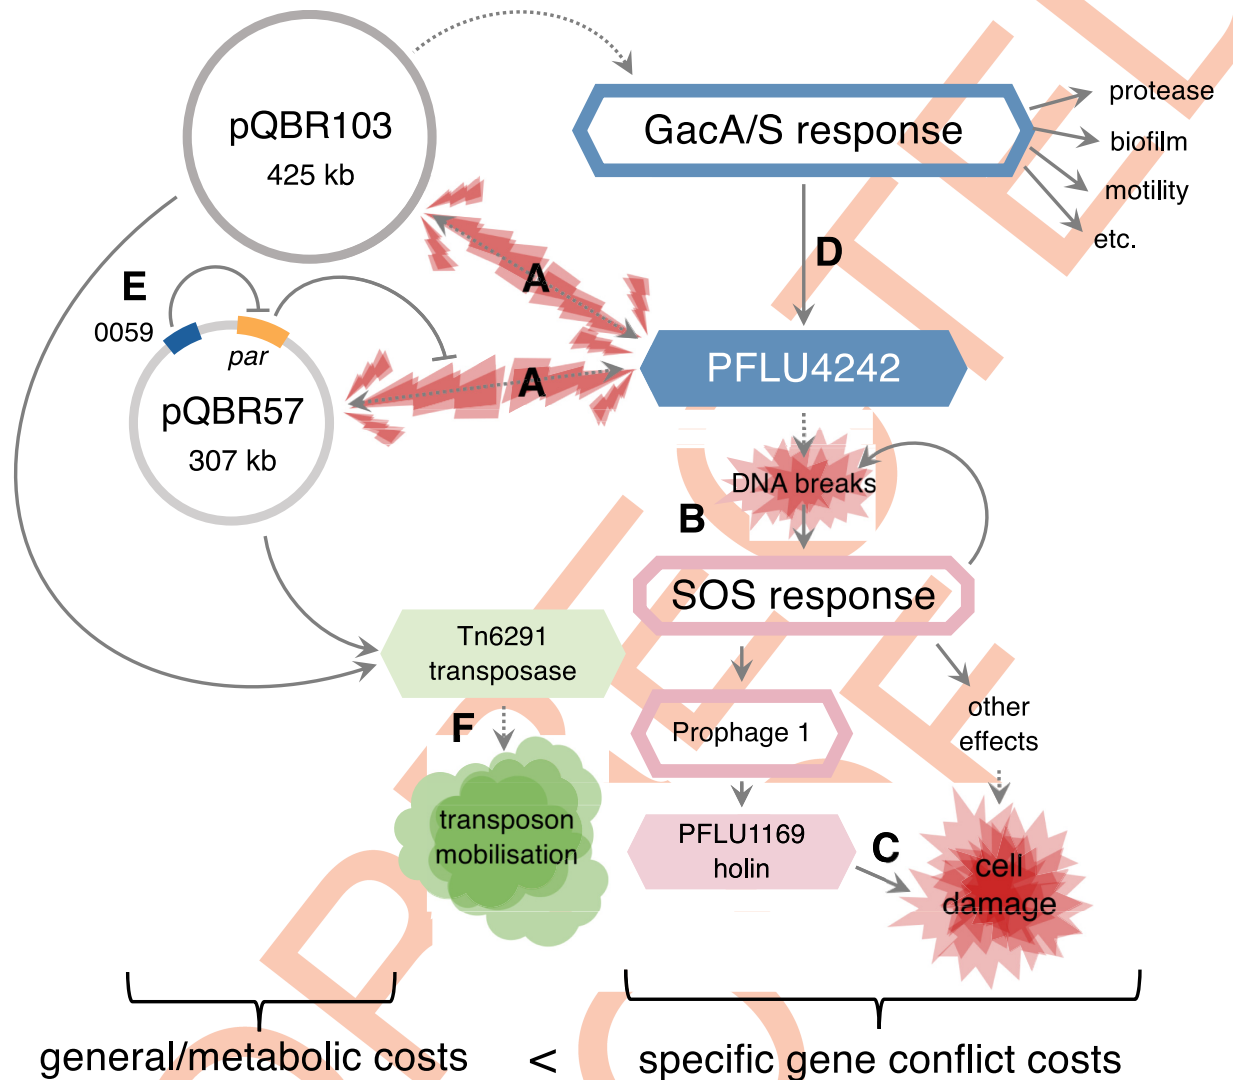 pQBR103
425 kb
GacA/S response
protease
biofilm
motility
etc.
D
A
E
0059
par
A
PFLU4242
pQBR57
307 kb
DNA breaks
B
SOS response
Tn6291
transposase
F
Prophage 1
other
effects
transposon
mobilisation
PFLU1169
holin
C
cell
damage
general/metabolic costs < specific gene conflict costs